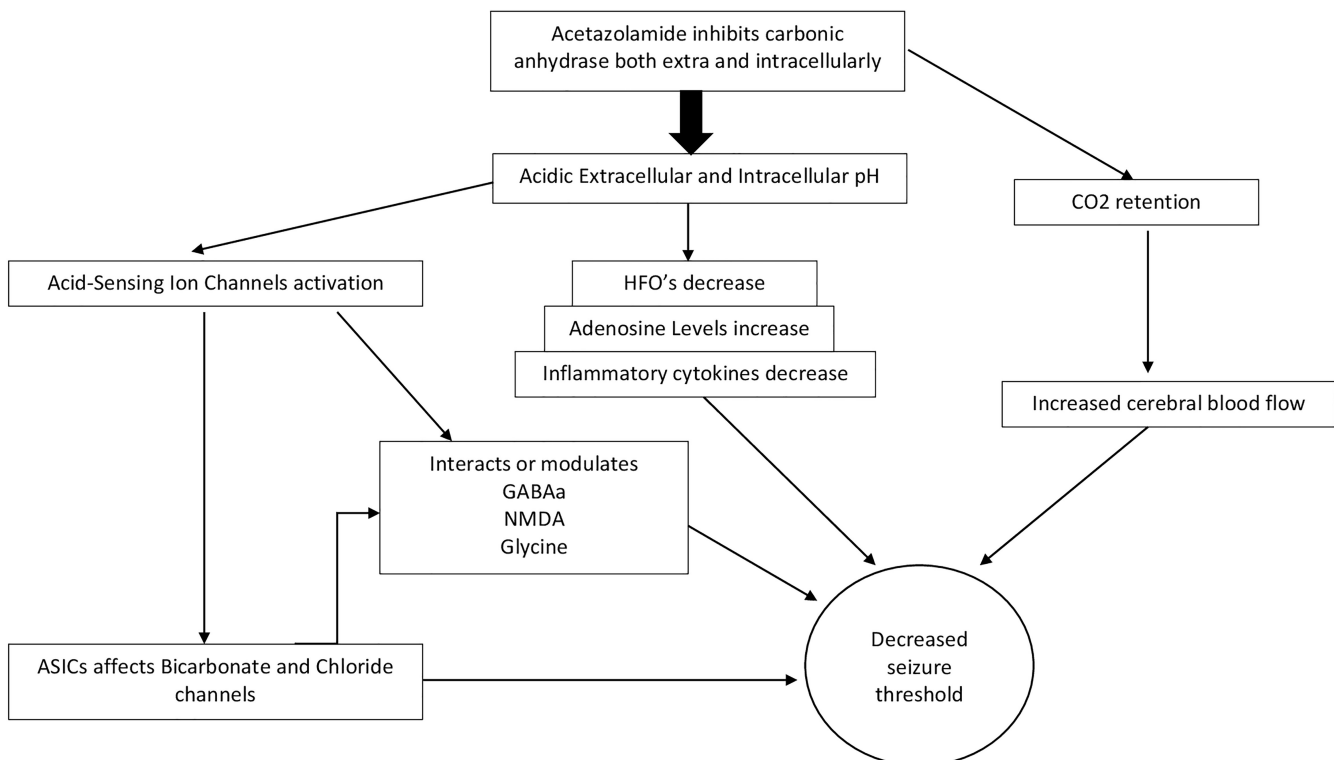 Acetazolamide inhibits carbonic
anhydrase both extra and intracellularly
Acidic Extracellular and Intracellular pH
CO2 retention
Acid-Sensing Ion Channels activation
HFO’s decrease
Adenosine Levels increase
Inflammatory cytokines decrease
Increased cerebral blood flow
Interacts or modulates
GABAa
NMDA
Glycine
ASICs affects Bicarbonate and Chloride
channels
Decreased
seizure
threshold